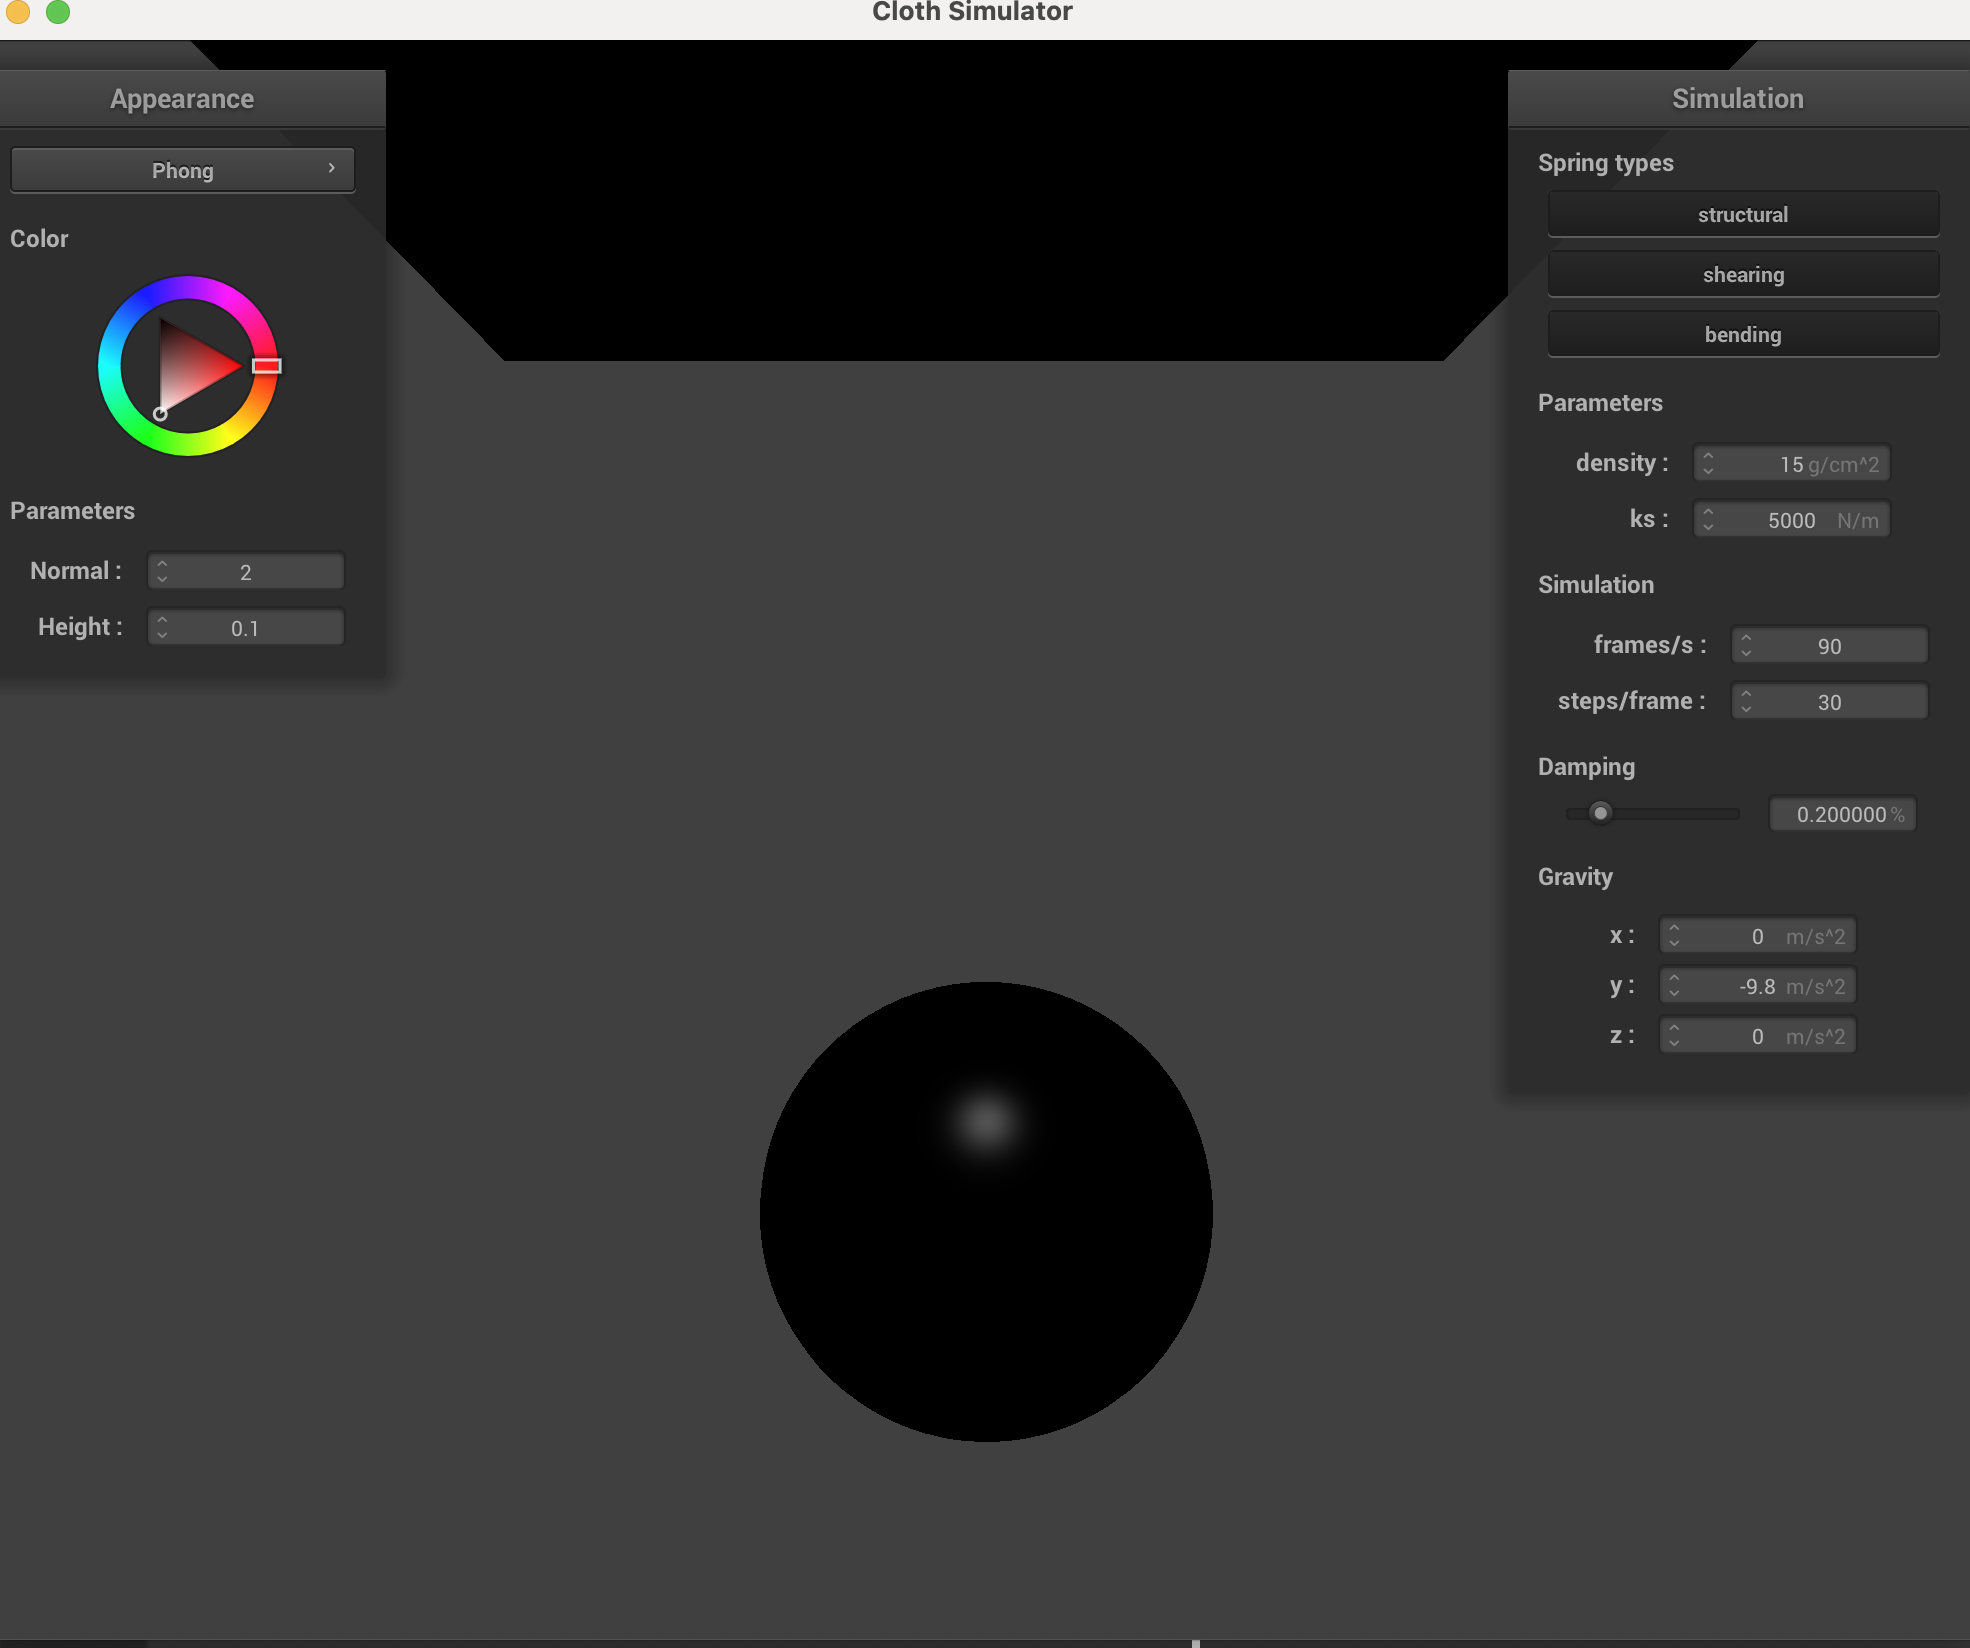 Cloth Simulator
Appearance
Phong
Color
Parameters
Normal : 2
Height : 0.1
Simulation
Spring types
structural
shearing
bending
Parameters
density : 15 g/cm^2
ks : 5000 N/m
Simulation
frames/s : 90
steps/frame : 30
Damping
0.200000 %
Gravity
x : 0 m/s^2
y : -9.8 m/s^2
z : 0 m/s^2